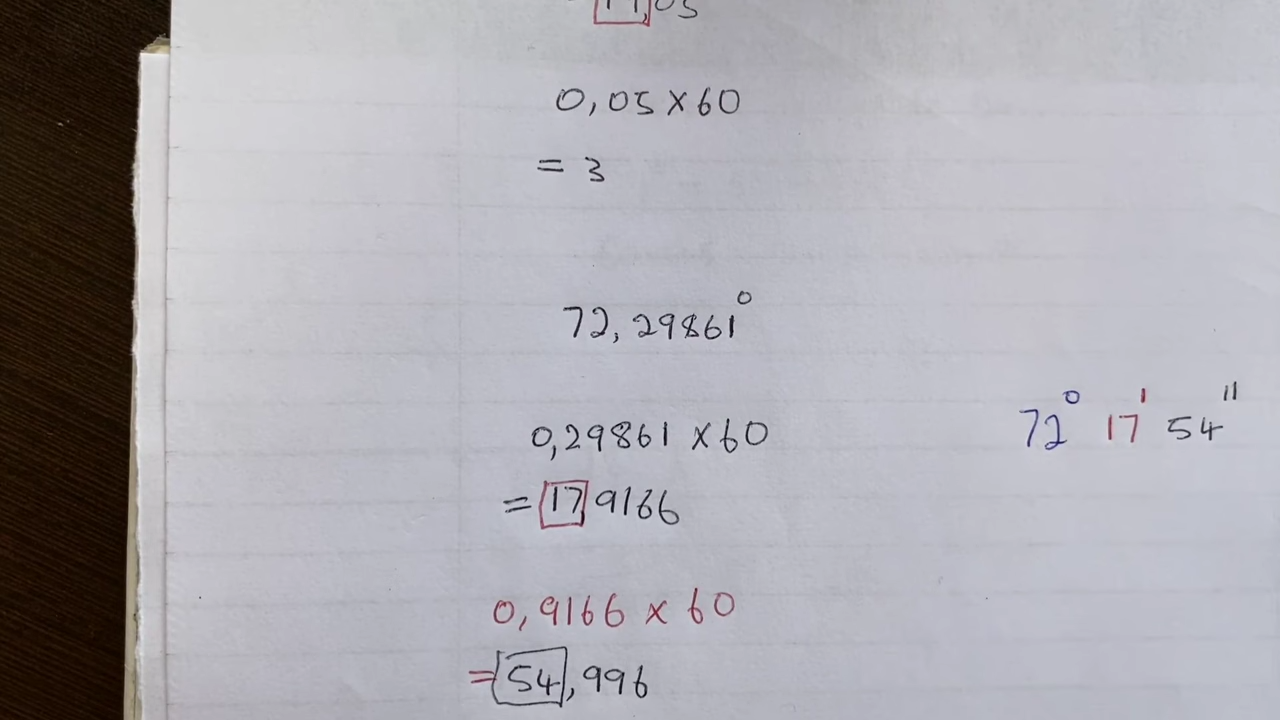 0,05 x 60
= 3
72,29861°
0,29861 x 60
= 17,9166
72° 17' 54"
0,9166 x 60
= 54,996